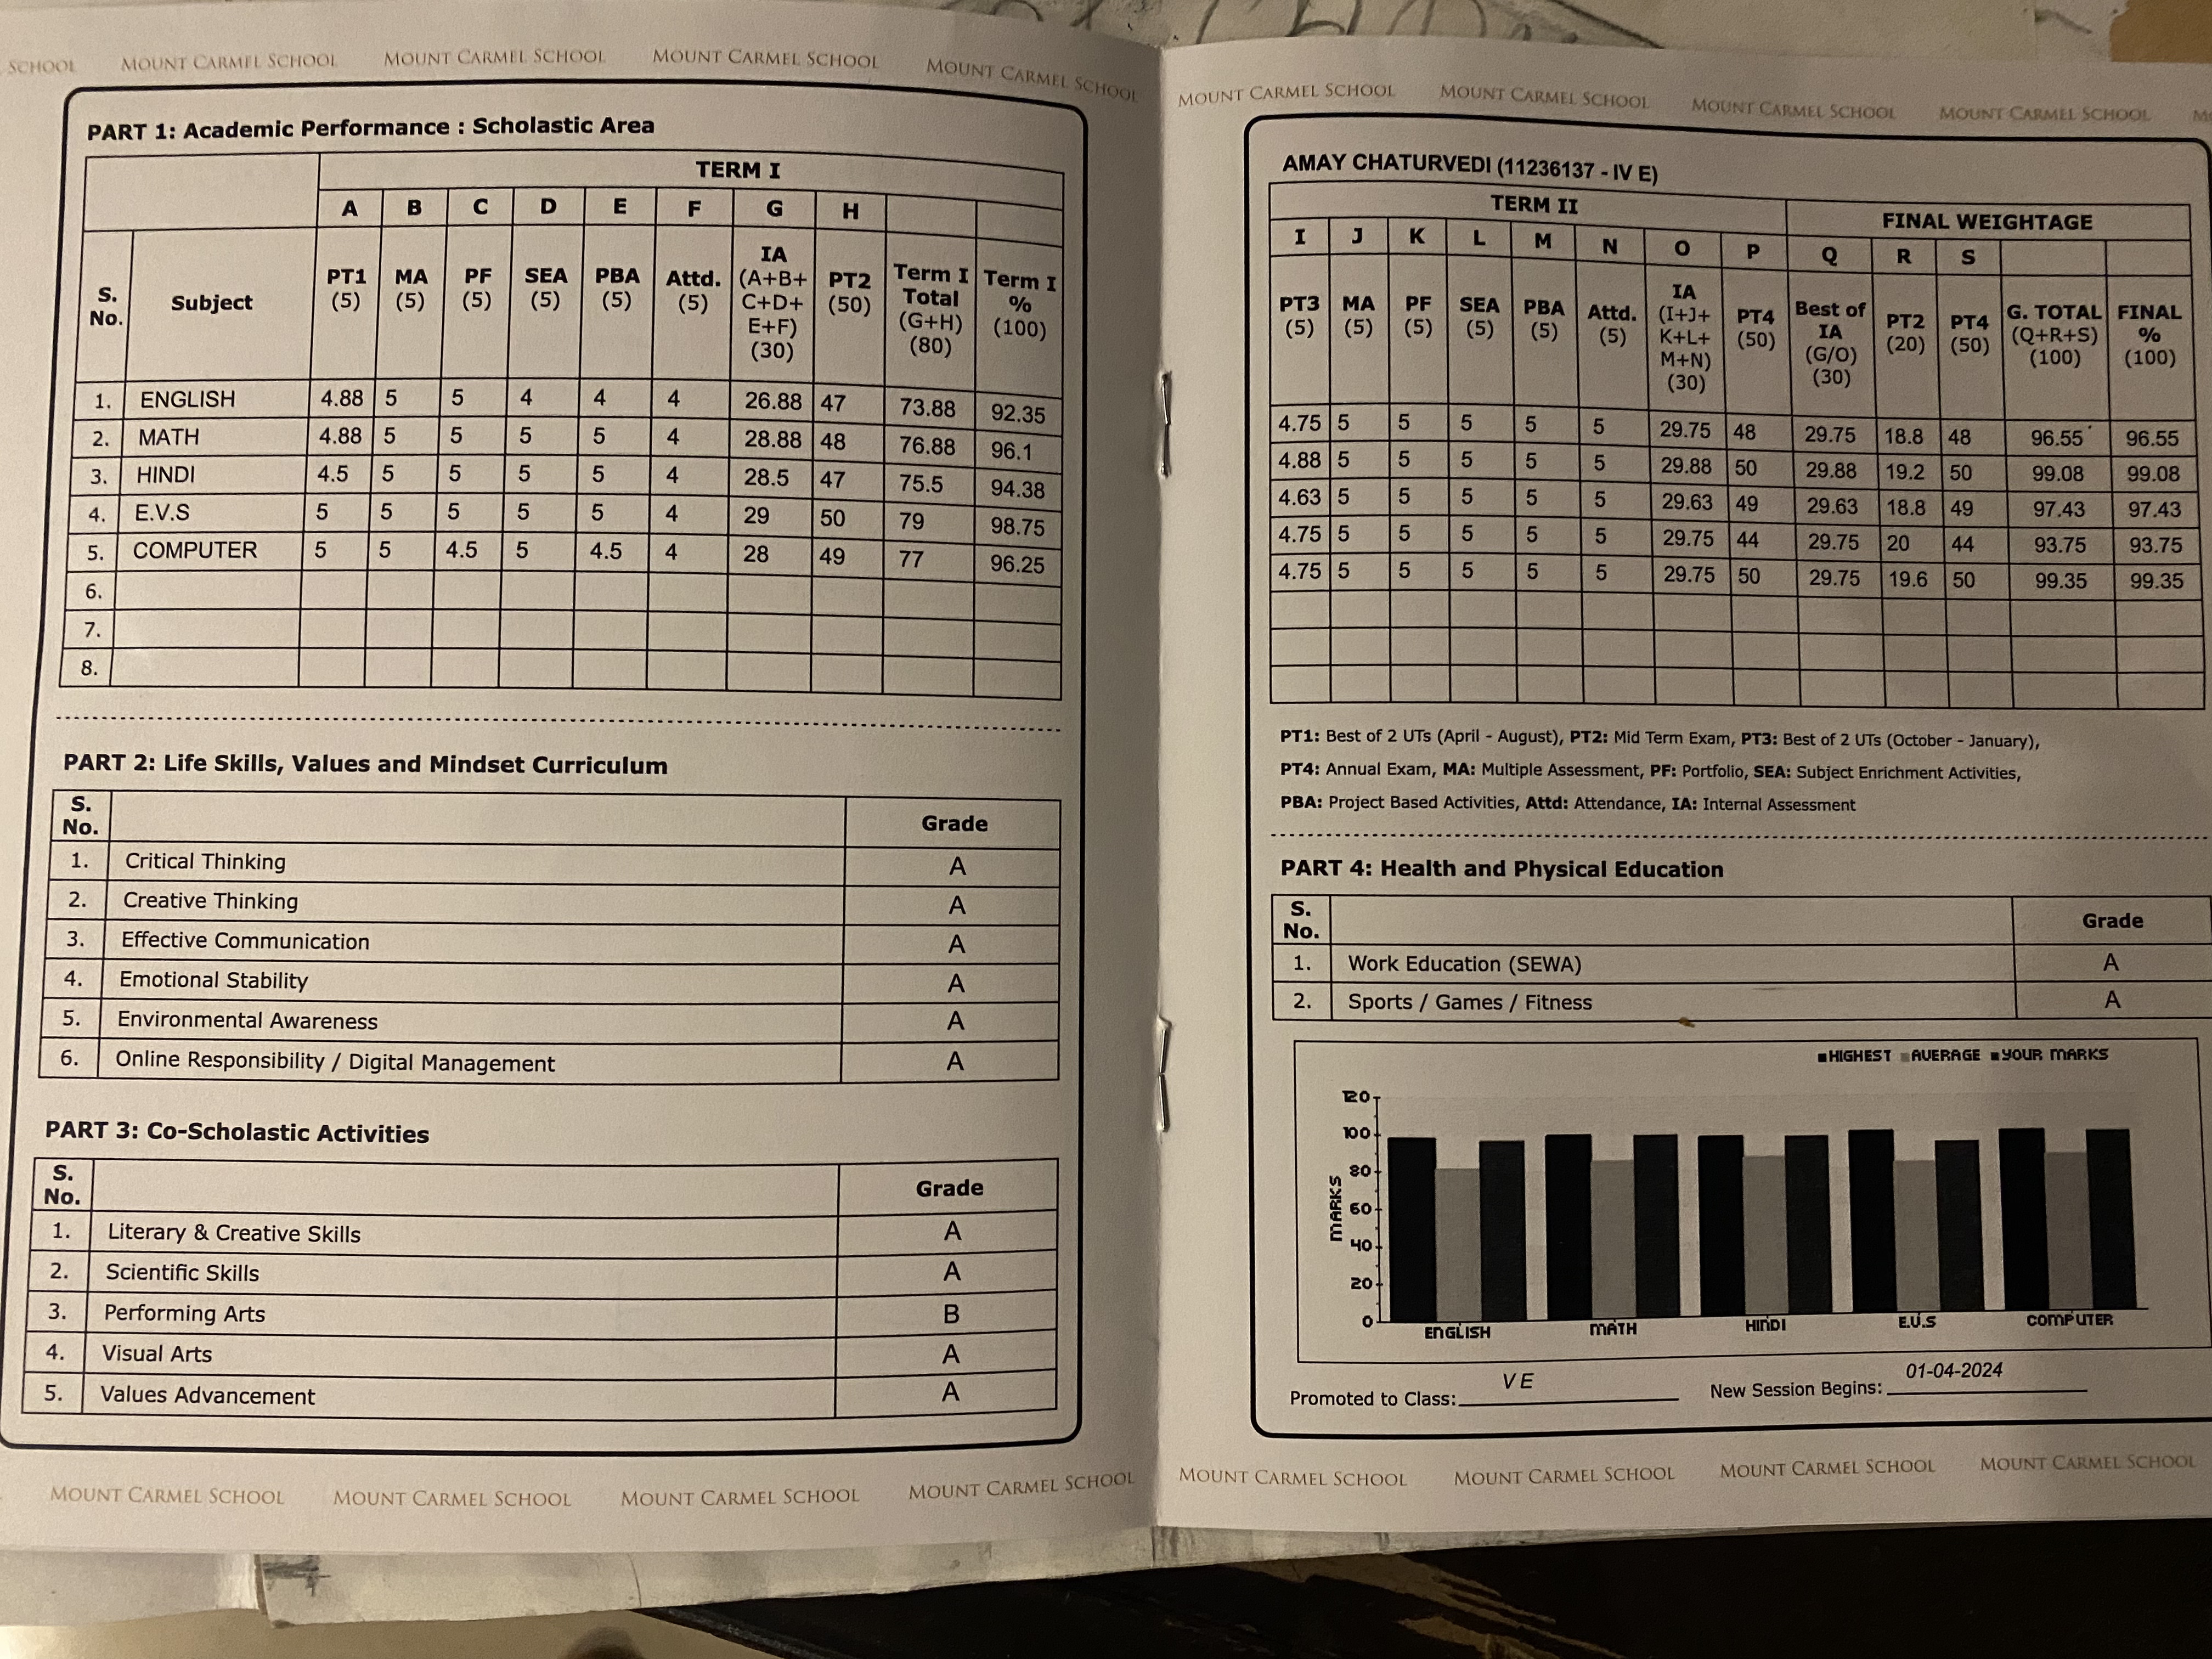 SCHOOL MOUNT CARMEL SCHOOL MOUNT CARMEL SCHOOL MOUNT CARMEL SCHOOL MOUNT CARMEL SCHOOL
PART 1: Academic Performance : Scholastic Area
TERM I
A B C D E F G H
S. No. Subject PT1 (5) MA (5) PF (5) SEA (5) PBA (5) Attd. (5) IA (A+B+ C+D+ E+F) (30) PT2 (50) Term I Total (G+H) (80) Term I % (100)
1. ENGLISH 4.88 5 5 4 4 4 26.88 47 73.88 92.35
2. MATH 4.88 5 5 5 5 4 28.88 48 76.88 96.1
3. HINDI 4.5 5 5 5 5 4 28.5 47 75.5 94.38
4. E.V.S 5 5 5 5 5 4 29 50 79 98.75
5. COMPUTER 5 5 4.5 5 4.5 4 28 49 77 96.25
6.
7.
8.
PART 2: Life Skills, Values and Mindset Curriculum
S. No. Grade
1. Critical Thinking A
2. Creative Thinking A
3. Effective Communication A
4. Emotional Stability A
5. Environmental Awareness A
6. Online Responsibility / Digital Management A
PART 3: Co-Scholastic Activities
S. No. Grade
1. Literary & Creative Skills A
2. Scientific Skills A
3. Performing Arts B
4. Visual Arts A
5. Values Advancement A
MOUNT CARMEL SCHOOL MOUNT CARMEL SCHOOL MOUNT CARMEL SCHOOL MOUNT CARMEL SCHOOL
MOUNT CARMEL SCHOOL MOUNT CARMEL SCHOOL MOUNT CARMEL SCHOOL MOUNT CARMEL SCHOOL
AMAY CHATURVEDI (11236137 - IV E)
TERM II FINAL WEIGHTAGE
I J K L M N O P Q R S
PT3 (5) MA (5) PF (5) SEA (5) PBA (5) Attd. (5) IA (I+J+ K+L+ M+N) (30) PT4 (50) Best of IA (G/O) (30) PT2 (20) PT4 (50) G. TOTAL (Q+R+S) (100) FINAL % (100)
4.75 5 5 5 5 5 29.75 48 29.75 18.8 48 96.55 96.55
4.88 5 5 5 5 5 29.88 50 29.88 19.2 50 99.08 99.08
4.63 5 5 5 5 5 29.63 49 29.63 18.8 49 97.43 97.43
4.75 5 5 5 5 5 29.75 44 29.75 20 44 93.75 93.75
4.75 5 5 5 5 5 29.75 50 29.75 19.6 50 99.35 99.35
PT1: Best of 2 UTs (April - August), PT2: Mid Term Exam, PT3: Best of 2 UTs (October - January),
PT4: Annual Exam, MA: Multiple Assessment, PF: Portfolio, SEA: Subject Enrichment Activities,
PBA: Project Based Activities, Attd: Attendance, IA: Internal Assessment
PART 4: Health and Physical Education
S. No. Grade
1. Work Education (SEWA) A
2. Sports / Games / Fitness A
HIGHEST AVERAGE YOUR MARKS
MARKS
120
100
80
60
40
20
0
ENGLISH MATH HINDI E.V.S COMPUTER
Promoted to Class: V E New Session Begins: 01-04-2024
MOUNT CARMEL SCHOOL MOUNT CARMEL SCHOOL MOUNT CARMEL SCHOOL MOUNT CARMEL SCHOOL